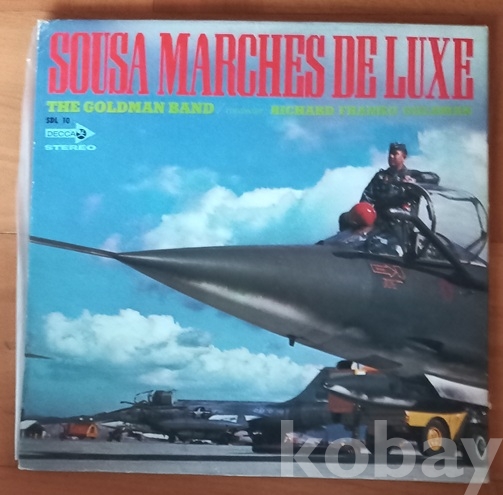 SOUSA MARCHES DE LUXE
THE GOLDMAN BAND / RICHARD FRANKO GOLDMAN
SDL 10
DECCA
STEREO
kobay